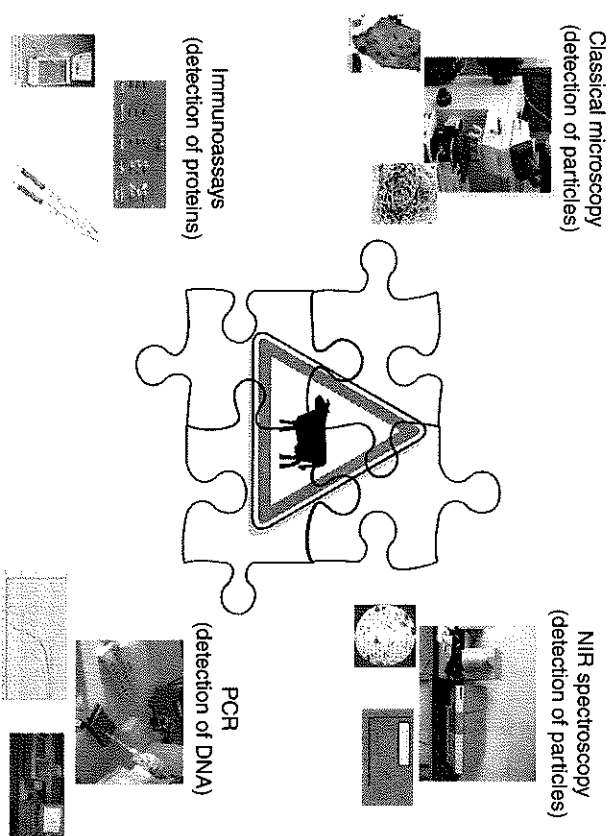 Classical microscopy
(detection of particles)
NIR spectroscopy
(detection of particles)
Immunoassays
(detection of proteins)
PCR
(detection of DNA)